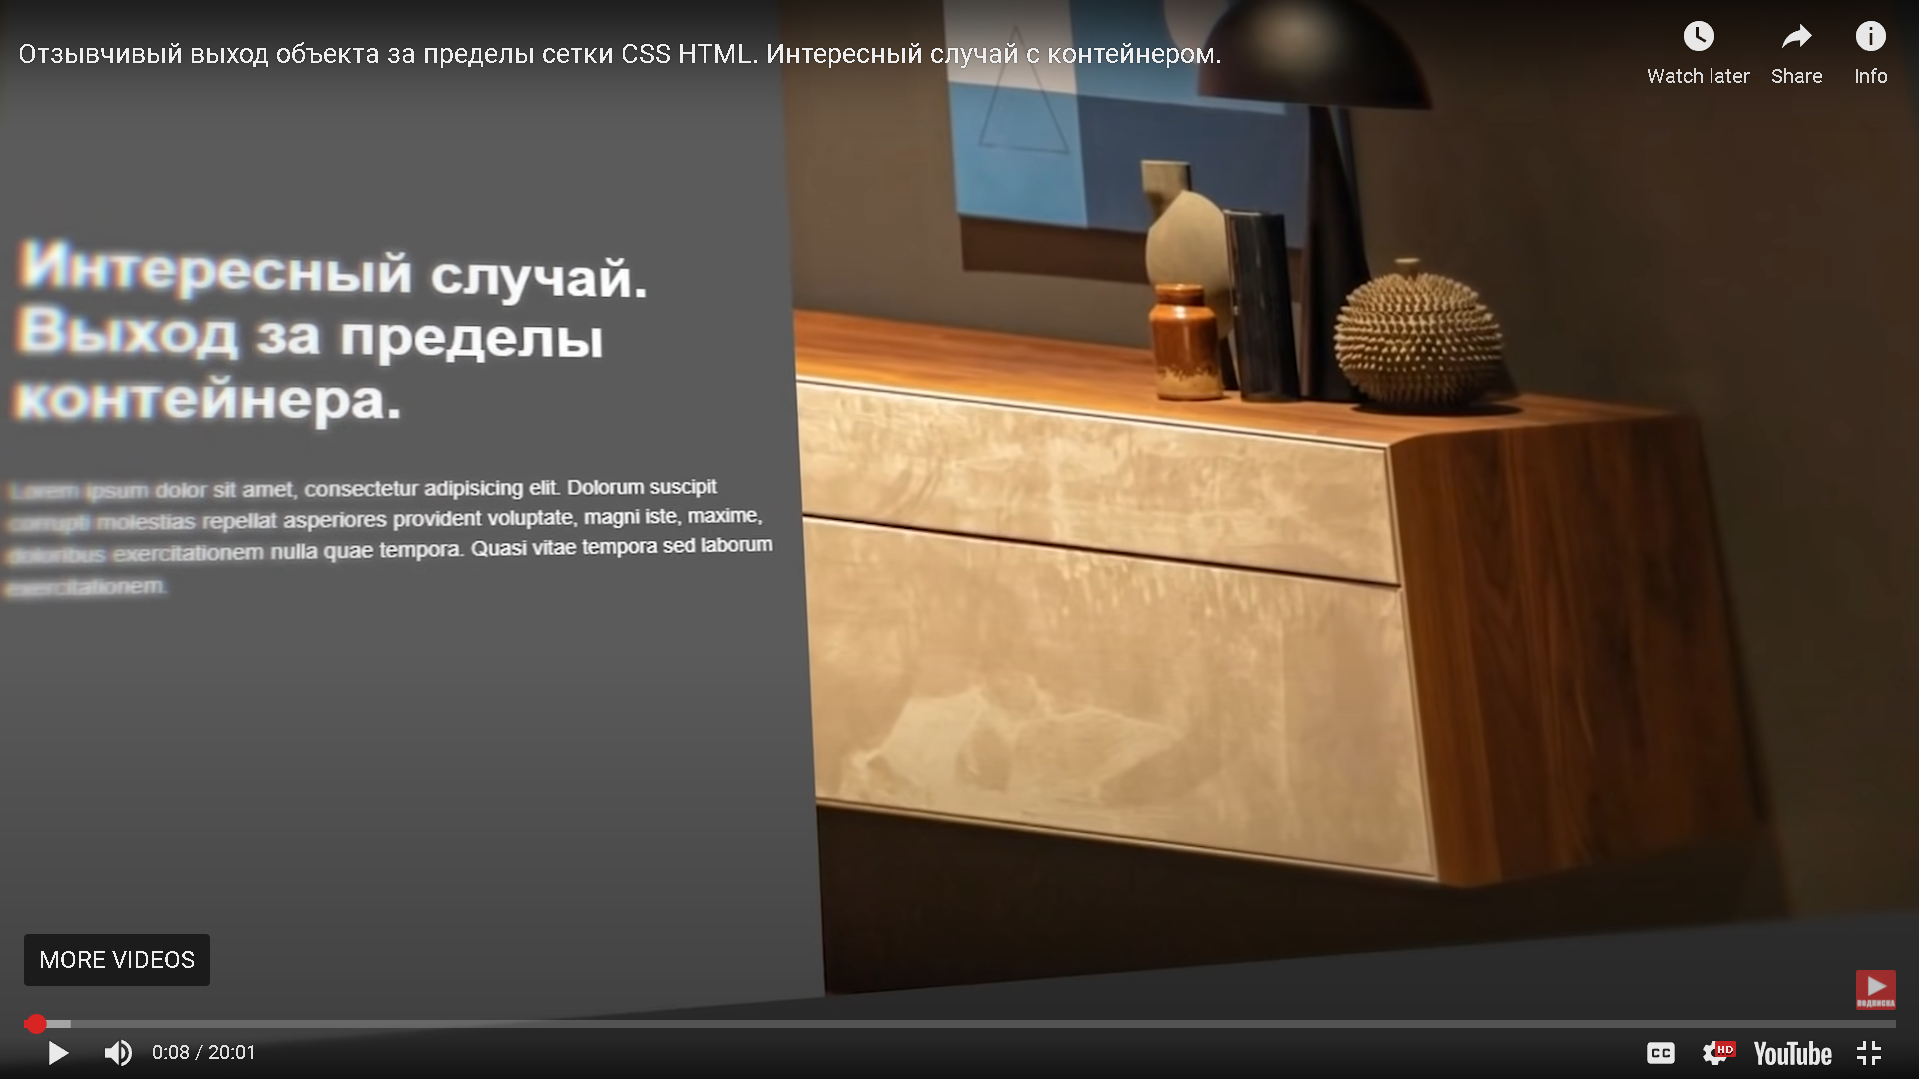 Отзывчивый выход объекта за пределы сетки CSS HTML. Интересный случай с контейнером.
Watch later
Share
Info
Интересный случай.
Выход за пределы
контейнера.
Lorem ipsum dolor sit amet, consectetur adipisicing elit. Dolorum suscipit
corrupti molestias repellat asperiores provident voluptate, magni iste, maxime,
doloribus exercitationem nulla quae tempora. Quasi vitae tempora sed laborum
exercitationem.
MORE VIDEOS
ПОДПИСКА
0:08 / 20:01
CC
HD
YouTube